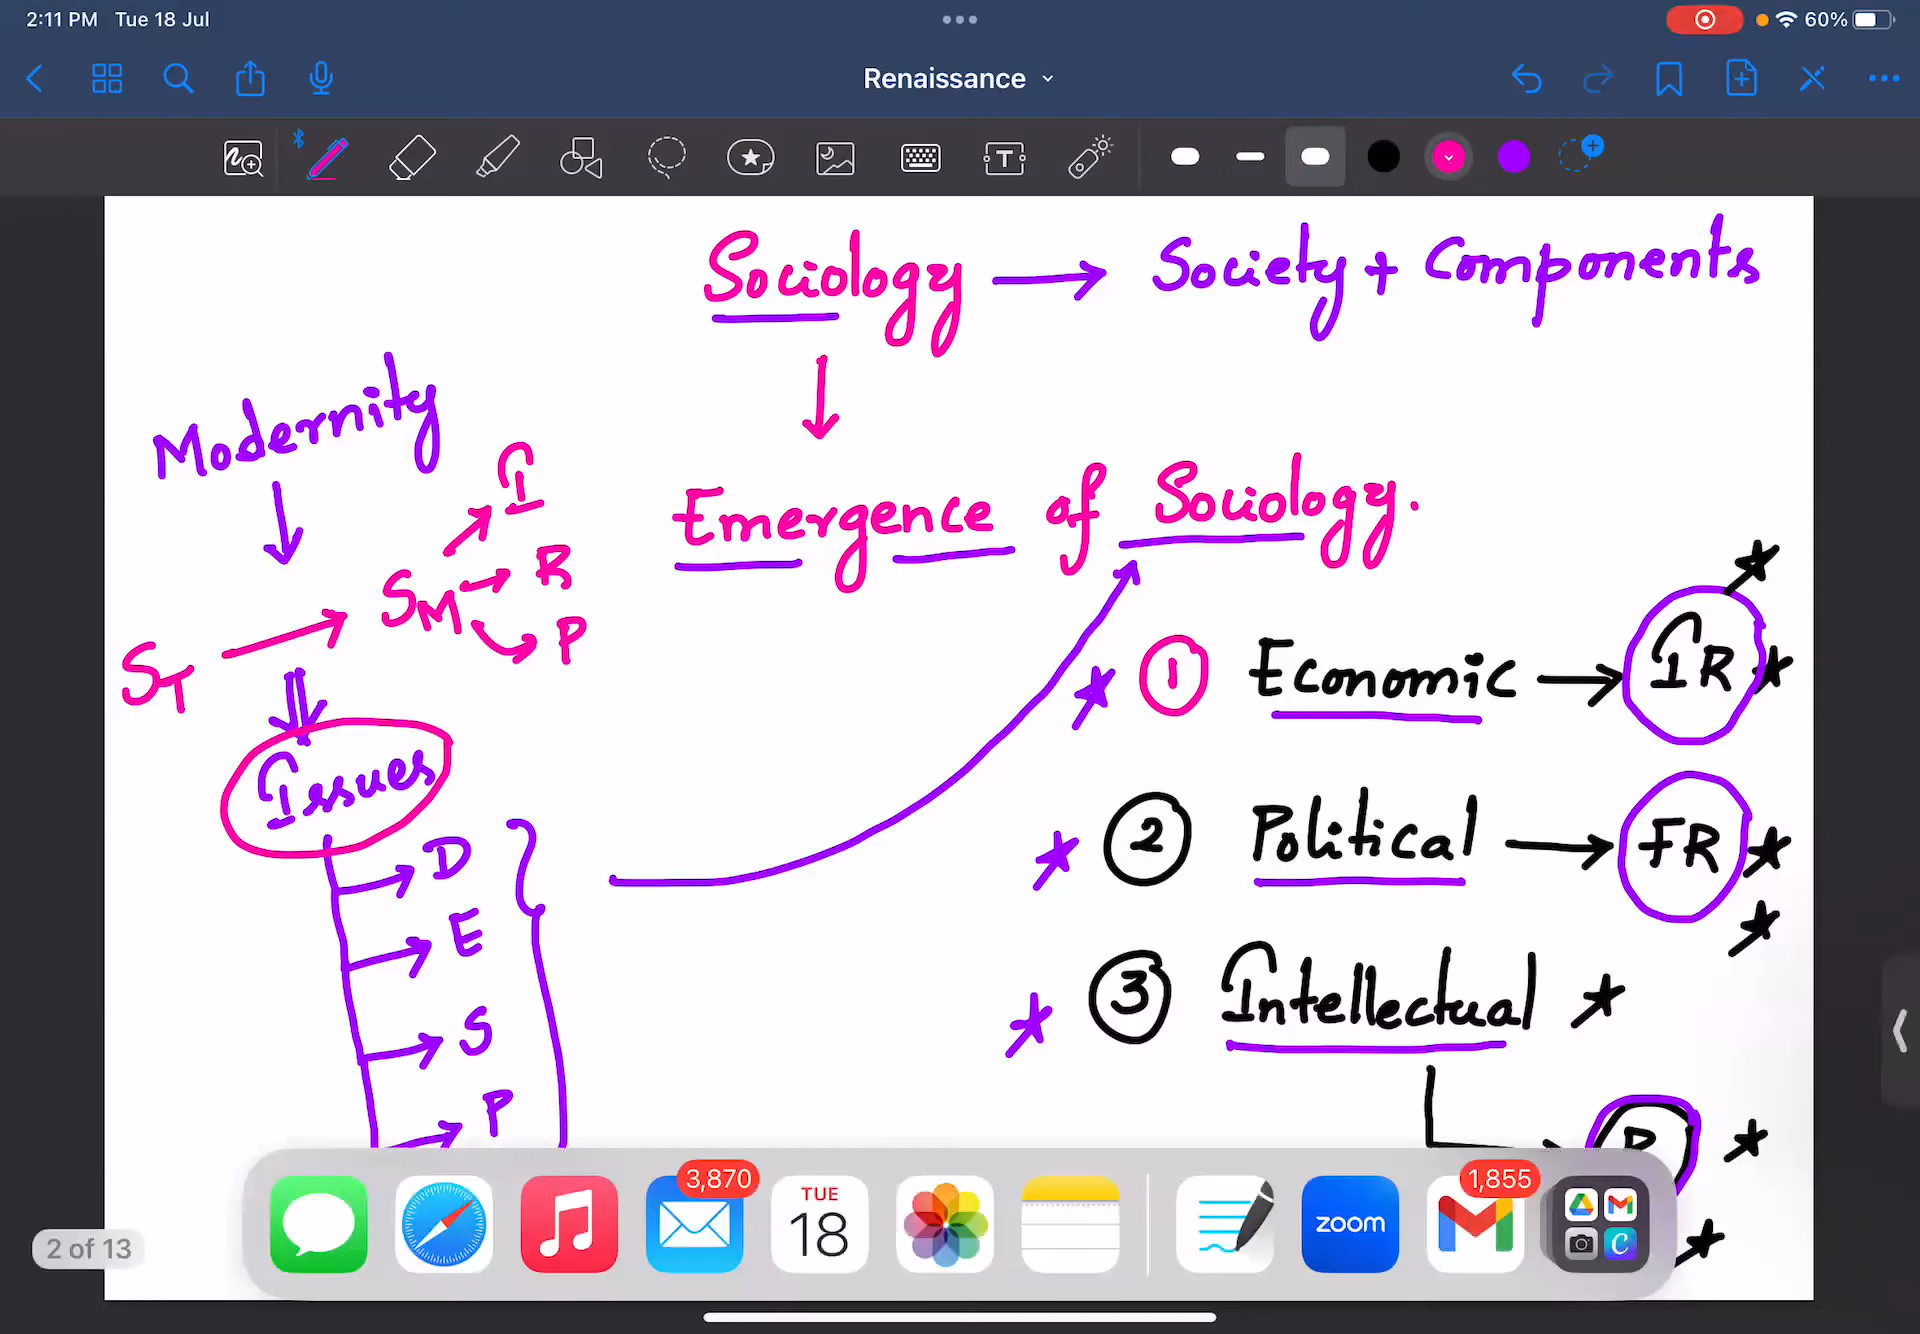 2:11 PM Tue 18 Jul
60%
Renaissance
T
Sociology → Society + Components
Modernity
Emergence of Sociology.
I
R
P
SM
ST
Issues
1 Economic → IR
2 Political → FR
3 Intellectual
D
E
S
P
R
3,870
TUE
18
zoom
1,855
2 of 13